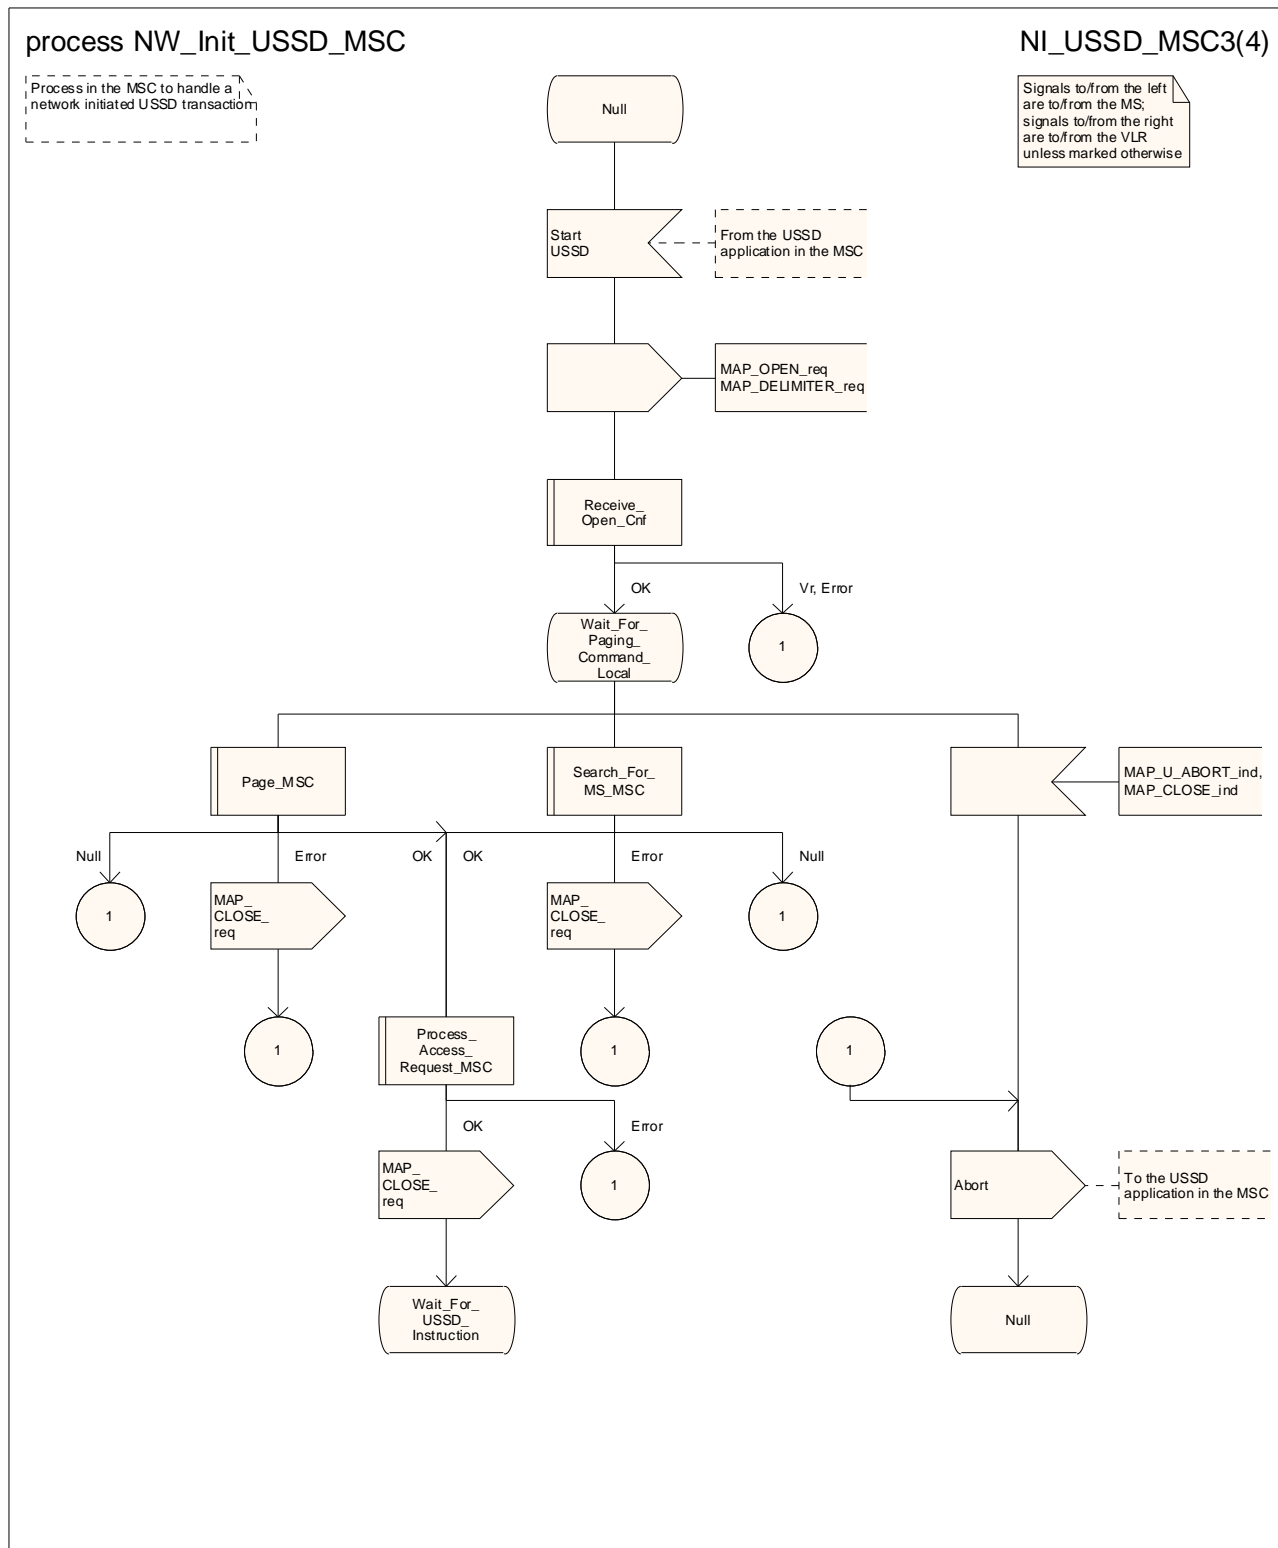 process NW_Init_USSD_MSC
NI_USSD_MSC3(4)
Process in the MSC to handle a
network initiated USSD transaction
Signals to/from the left
are to/from the MS;
signals to/from the right
are to/from the VLR
unless marked otherwise
Null
Start
USSD
From the USSD
application in the MSC
MAP_OPEN_req
MAP_DELIMITER_req
Receive_
Open_Cnf
OK
Vr, Error
Wait_For_
Paging_
Command_
Local
1
Page_MSC
Search_For_
MS_MSC
MAP_U_ABORT_ind,
MAP_CLOSE_ind
Null
Error
OK
OK
Error
Null
1
MAP_
CLOSE_
req
MAP_
CLOSE_
req
1
1
Process_
Access_
Request_MSC
1
1
OK
Error
MAP_
CLOSE_
req
1
Abort
To the USSD
application in the MSC
Wait_For_
USSD_
Instruction
Null